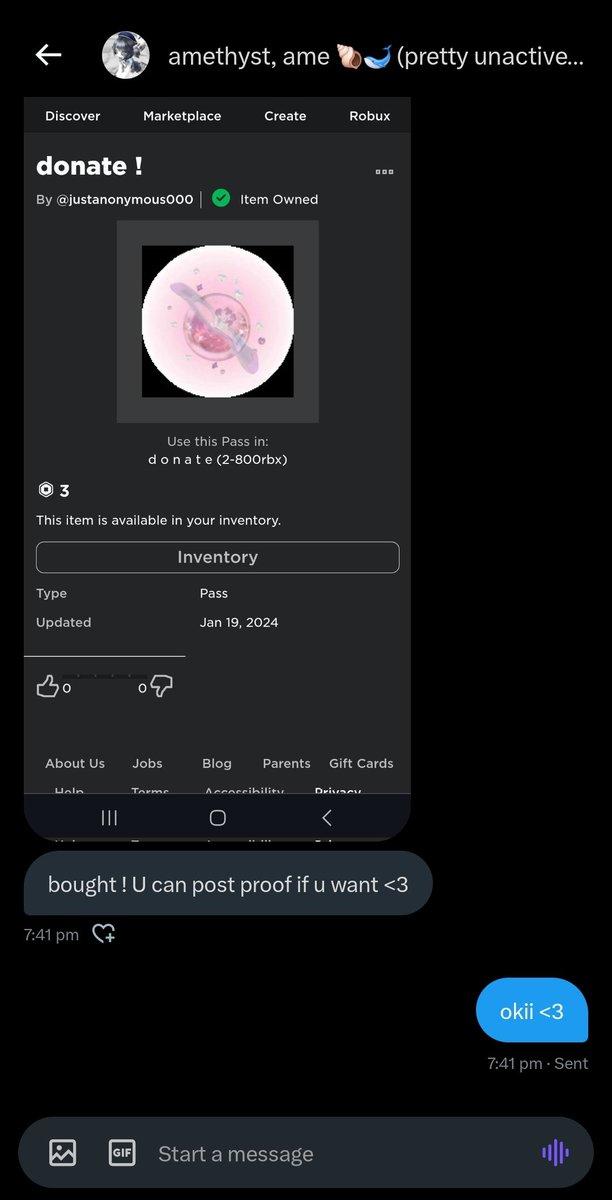 amethyst, ame 🐚🐳 (pretty unactive...
Discover Marketplace Create Robux
donate !
By @justanonymous000 | Item Owned
Use this Pass in:
d o n a t e (2-800rbx)
3
This item is available in your inventory.
Inventory
Type Pass
Updated Jan 19, 2024
0 0
About Us Jobs Blog Parents Gift Cards
Help Terms Accessibility Privacy
bought ! U can post proof if u want <3
7:41 pm
okii <3
7:41 pm · Sent
GIF Start a message